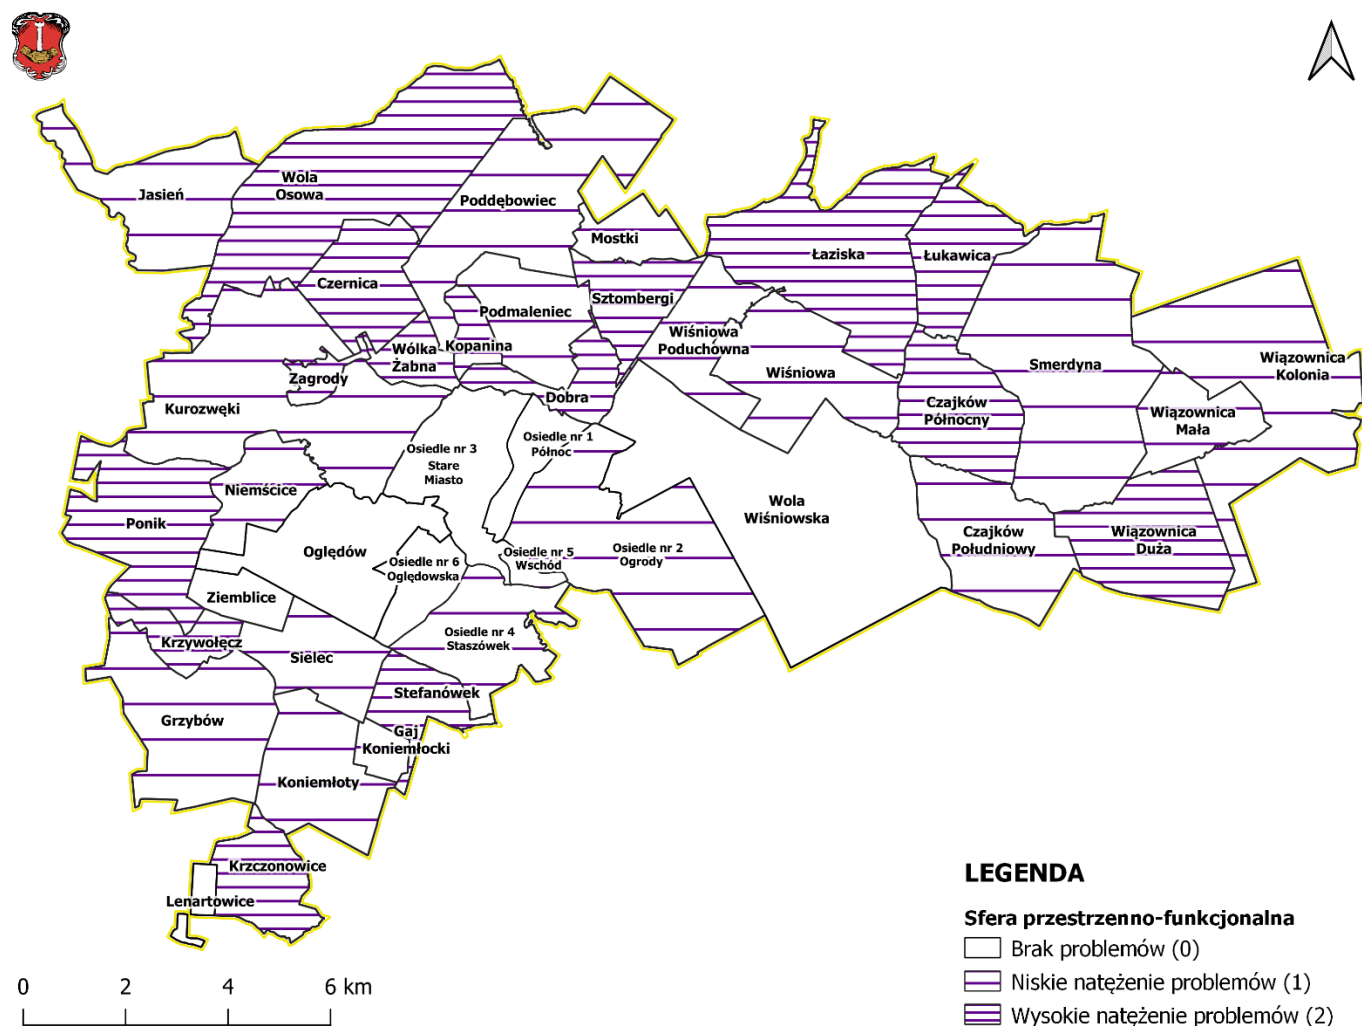 Jasień
Wola
Osowa
Poddębowiec
Mostki
Łaziska
Łukawica
Czernica
Sztombergi
Podmaleniec
Kopanina
Wólka
Żabna
Wiśniowa
Poduchowna
Wiśniowa
Smerdyna
Wiązownica
Kolonia
Zagrody
Kurozwęki
Dobra
Czajków
Północny
Wiązownica
Mała
Osiedle nr 3
Stare
Miasto
Osiedle nr 1
Północ
Niemścice
Ponik
Wola
Wiśniowska
Oględów
Czajków
Południowy
Wiązownica
Duża
Osiedle nr 6
Oględowska
Osiedle nr 5
Wschód
Osiedle nr 2
Ogrody
Ziemblice
Krzywołęcz
Sielec
Osiedle nr 4
Staszówek
Stefanówek
Grzybów
Gaj
Koniemłocki
Koniemłoty
Krzczonowice
Lenartowice
LEGENDA
Sfera przestrzenno-funkcjonalna
Brak problemów (0)
Niskie natężenie problemów (1)
Wysokie natężenie problemów (2)
0 2 4 6 km